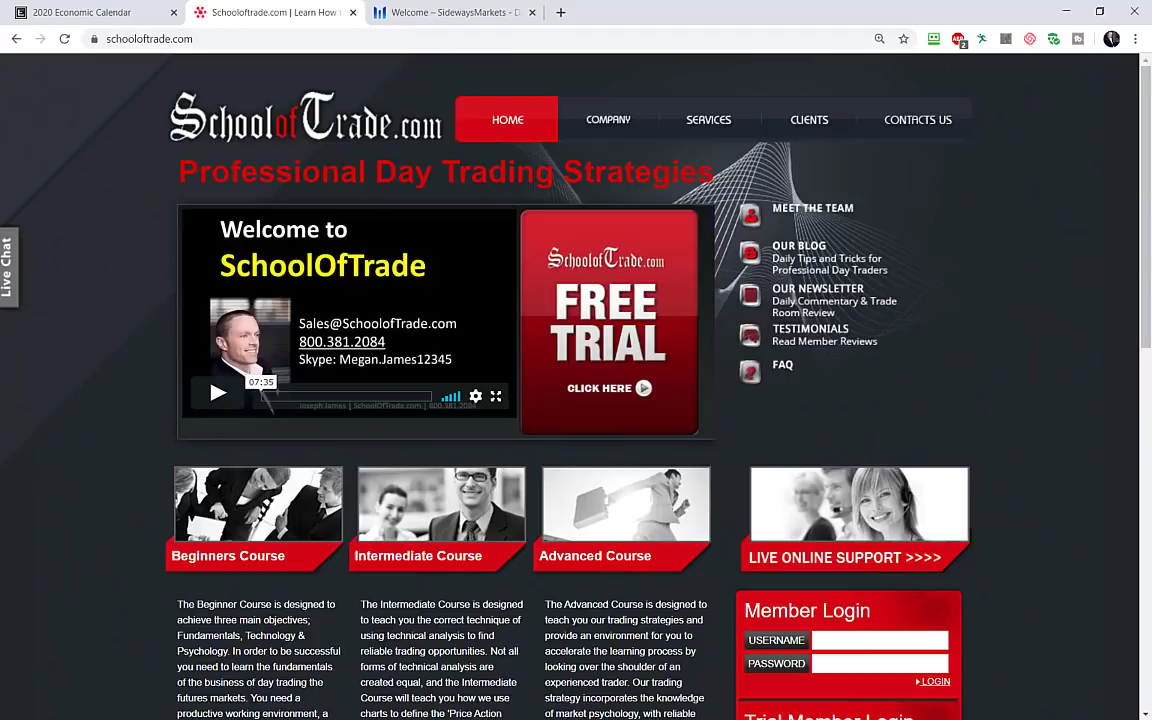 2020 Economic Calendar
Schooloftrade.com | Learn How
Welcome ~ SidewaysMarkets - D
schooloftrade.com
2
SchoolofTrade.com
HOME
COMPANY
SERVICES
CLIENTS
CONTACTS US
Professional Day Trading Strategies
Welcome to
SchoolOfTrade
Sales@SchoolofTrade.com
800.381.2084
Skype: Megan.James12345
07:35
Joseph James | SchoolOfTrade.com | 800.381.2084
SchoolofTrade.com
FREE
TRIAL
CLICK HERE
MEET THE TEAM
OUR BLOG
Daily Tips and Tricks for
Professional Day Traders
OUR NEWSLETTER
Daily Commentary & Trade
Room Review
TESTIMONIALS
Read Member Reviews
FAQ
Live Chat
Beginners Course
Intermediate Course
Advanced Course
LIVE ONLINE SUPPORT >>>>
The Beginner Course is designed to
achieve three main objectives;
Fundamentals, Technology &
Psychology. In order to be successful
you need to learn the fundamentals
of the business of day trading the
futures markets. You need a
productive working environment, a
The Intermediate Course is designed
to teach you the correct technique of
using technical analysis to find
reliable trading opportunities. Not all
forms of technical analysis are
created equal, and the Intermediate
Course will teach you how we use
charts to define the 'Price Action
The Advanced Course is designed to
teach you our trading strategies and
provide an environment for you to
accelerate the learning process by
looking over the shoulder of an
experienced trader. Our trading
strategy incorporates the knowledge
of market psychology, with reliable
Member Login
USERNAME
PASSWORD
LOGIN
Trial Member Login